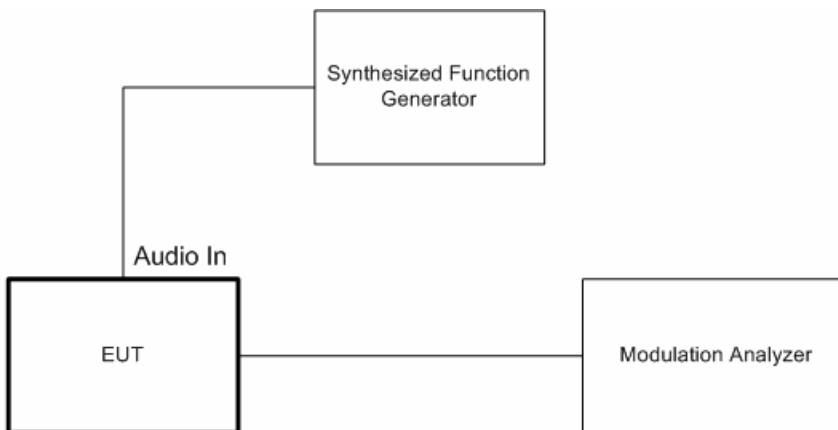 Synthesized Function
Generator
Audio In
EUT
Modulation Analyzer